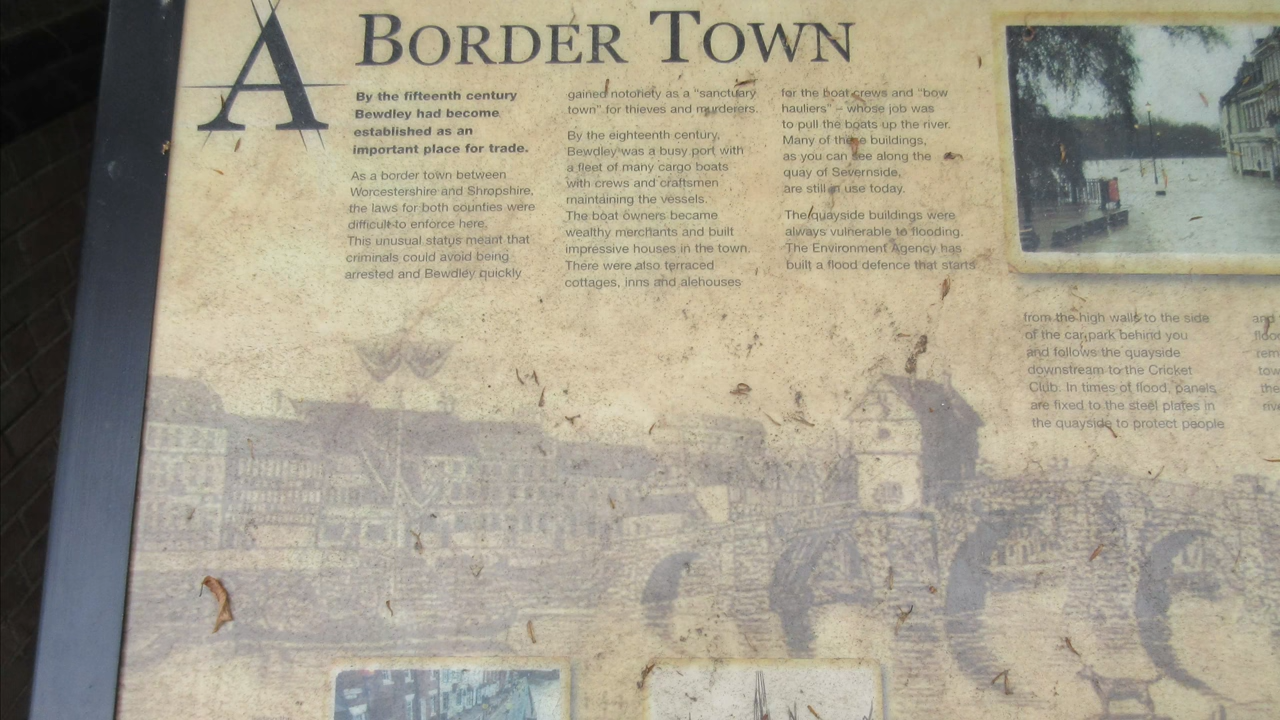 A BORDER TOWN
By the fifteenth century
Bewdley had become
established as an
important place for trade.
As a border town between
Worcestershire and Shropshire,
the laws for both counties were
difficult to enforce here.
This unusual status meant that
criminals could avoid being
arrested and Bewdley quickly
gained notoriety as a "sanctuary
town" for thieves and murderers.
By the eighteenth century,
Bewdley was a busy port with
a fleet of many cargo boats
with crews and craftsmen
maintaining the vessels.
The boat owners became
wealthy merchants and built
impressive houses in the town.
There were also terraced
cottages, inns and alehouses
for the boat crews and "bow
hauliers" – whose job was
to pull the boats up the river.
Many of these buildings,
as you can see along the
quay of Severnside,
are still in use today.
The quayside buildings were
always vulnerable to flooding.
The Environment Agency has
built a flood defence that starts
from the high walls to the side
of the car park behind you
and follows the quayside
downstream to the Cricket
Club. In times of flood, panels
are fixed to the steel plates in
the quayside to protect people
and